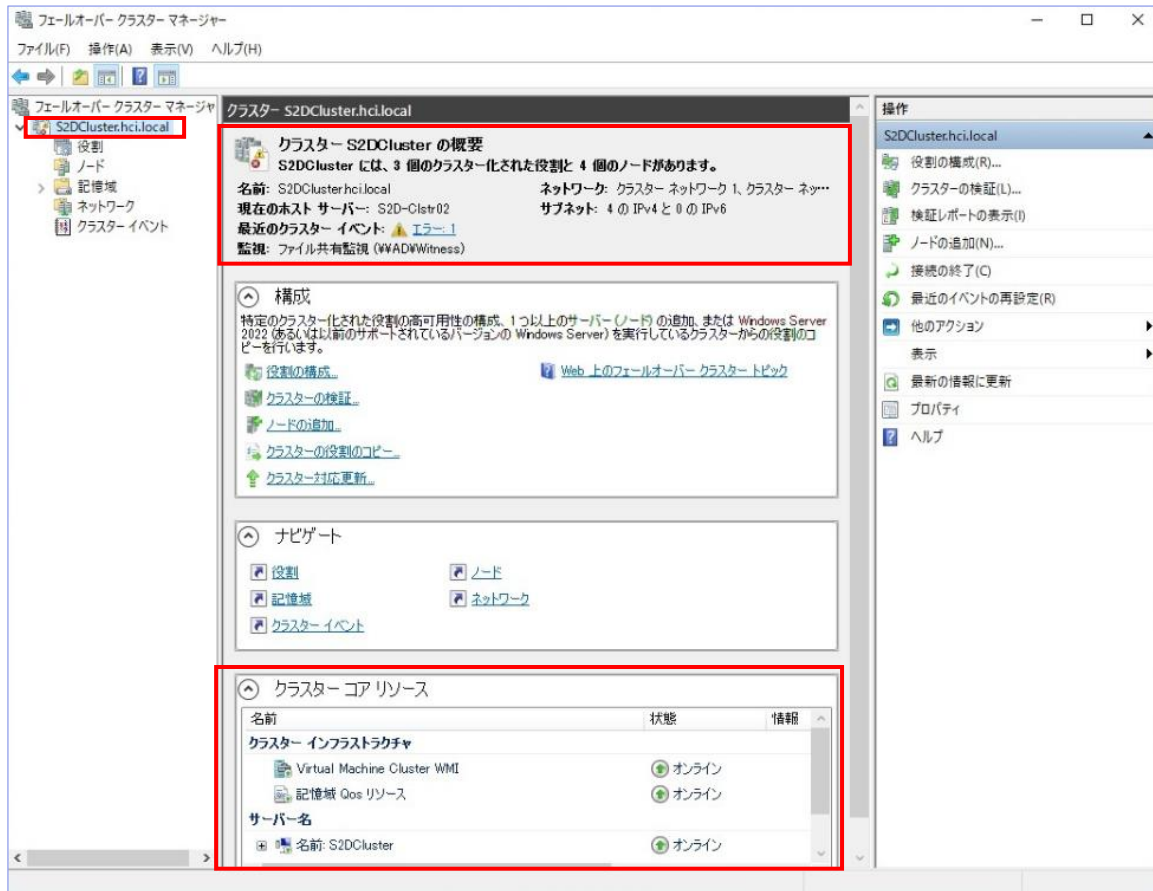 フェールオーバー クラスター マネージャー
ファイル(F) 操作(A) 表示(V) ヘルプ(H)
フェールオーバー クラスター マネージャ
S2DCluster.hci.local
役割
ノード
記憶域
ネットワーク
クラスター イベント
クラスター S2DCluster.hci.local
クラスター S2DCluster の概要
S2DCluster には、3 個のクラスター化された役割と 4 個のノードがあります。
名前: S2DCluster.hci.local
ネットワーク: クラスター ネットワーク 1、クラスター ネッ…
現在のホスト サーバー: S2D-Clstr02
サブネット: 4 の IPv4 と 0 の IPv6
最近のクラスター イベント: エラー: 1
監視: ファイル共有監視 (¥¥AD¥Witness)
構成
特定のクラスター化された役割の高可用性の構成、1 つ以上のサーバー (ノード) の追加、または Windows Server
2022 (あるいは以前のサポートされているバージョンの Windows Server) を実行しているクラスターからの役割のコ
ピーを行います。
役割の構成...
Web 上のフェールオーバー クラスター トピック
クラスターの検証...
ノードの追加...
クラスターの役割のコピー...
クラスター対応更新...
ナビゲート
役割
ノード
記憶域
ネットワーク
クラスター イベント
クラスター コア リソース
名前 状態 情報
クラスター インフラストラクチャ
Virtual Machine Cluster WMI オンライン
記憶域 Qos リソース オンライン
サーバー名
名前: S2DCluster オンライン
操作
S2DCluster.hci.local
役割の構成(R)...
クラスターの検証(L)...
検証レポートの表示(I)
ノードの追加(N)...
接続の終了(C)
最近のイベントの再設定(R)
他のアクション
表示
最新の情報に更新
プロパティ
ヘルプ